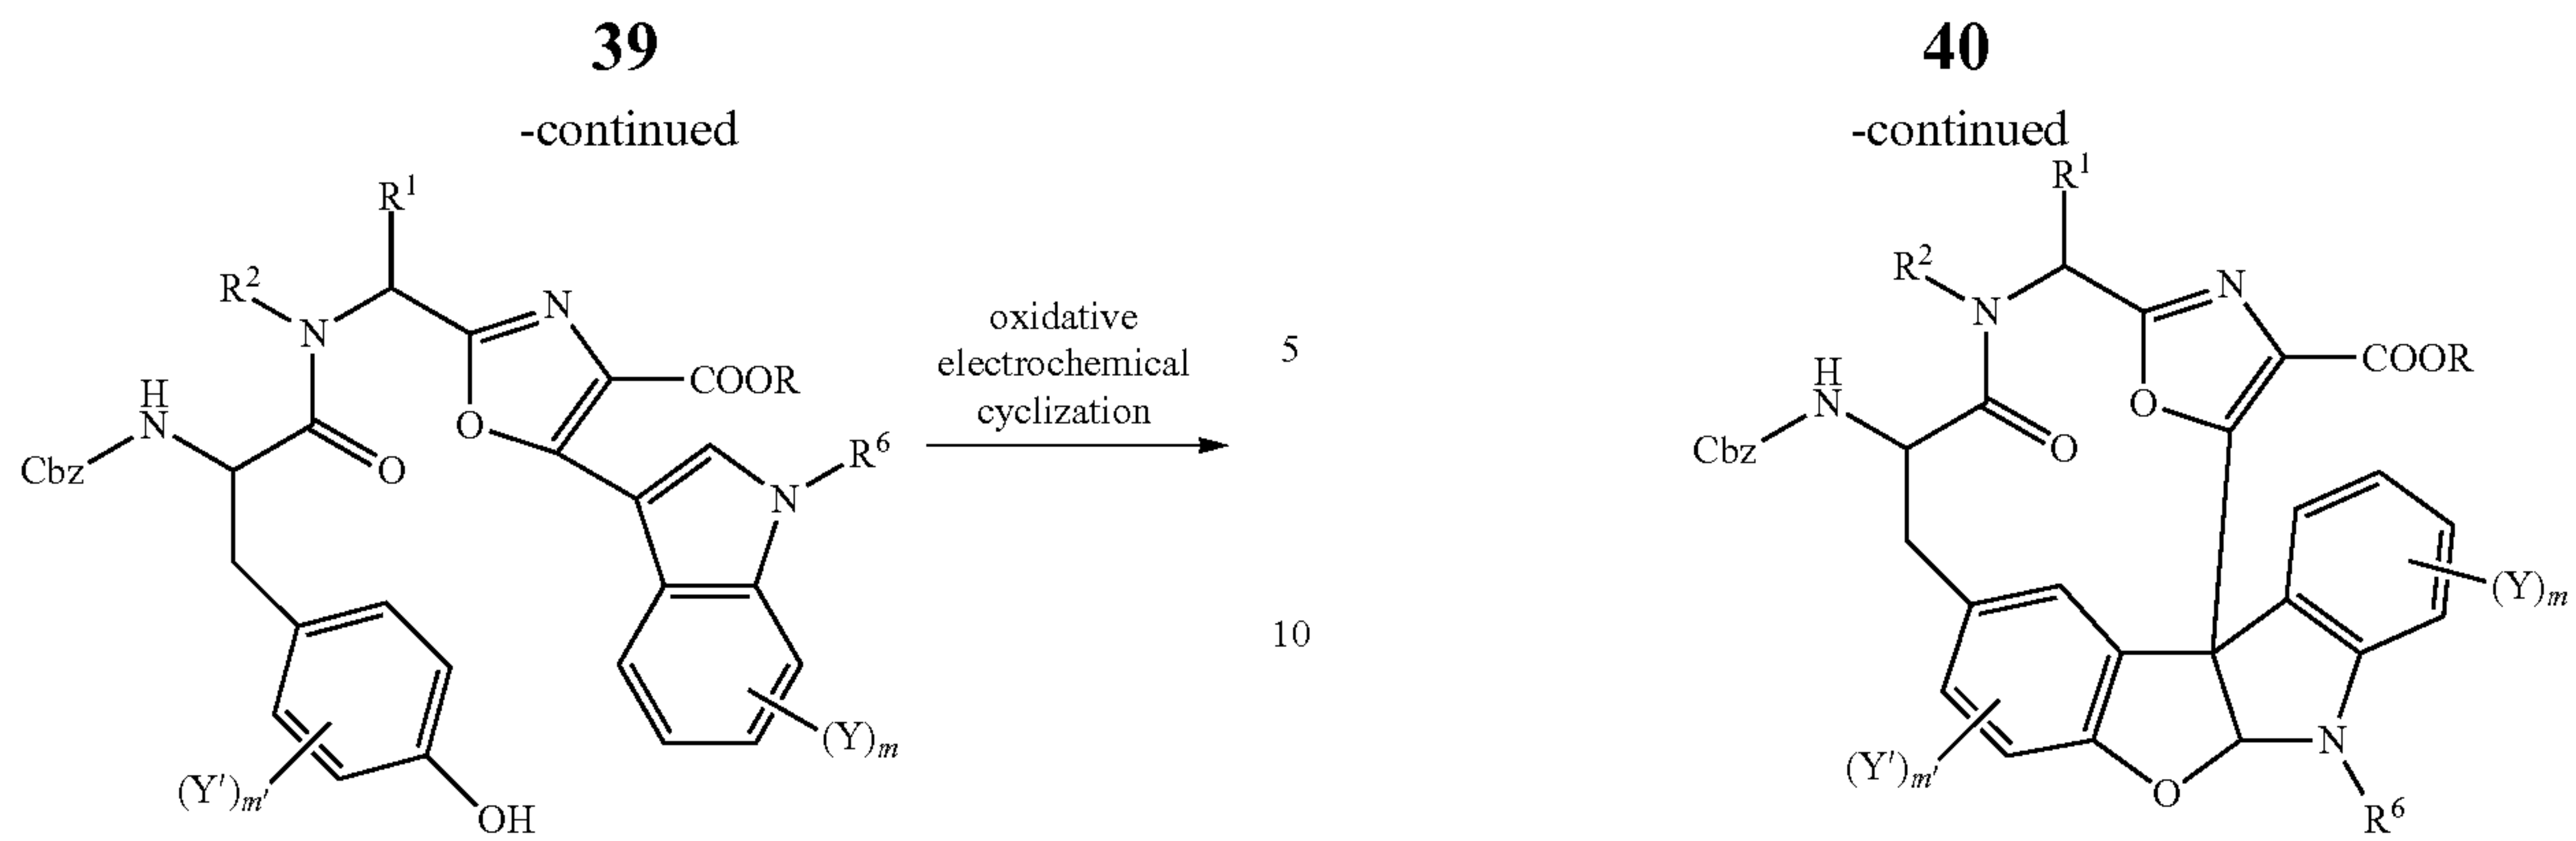 39
-continued
R¹
R² N N
H N O COOR
Cbz O R⁶
N
(Y)m
(Y')m'
OH
oxidative
electrochemical
cyclization
5
10
40
-continued
R¹
R² N N
H N O COOR
Cbz O
(Y)m
(Y')m' N
O R⁶